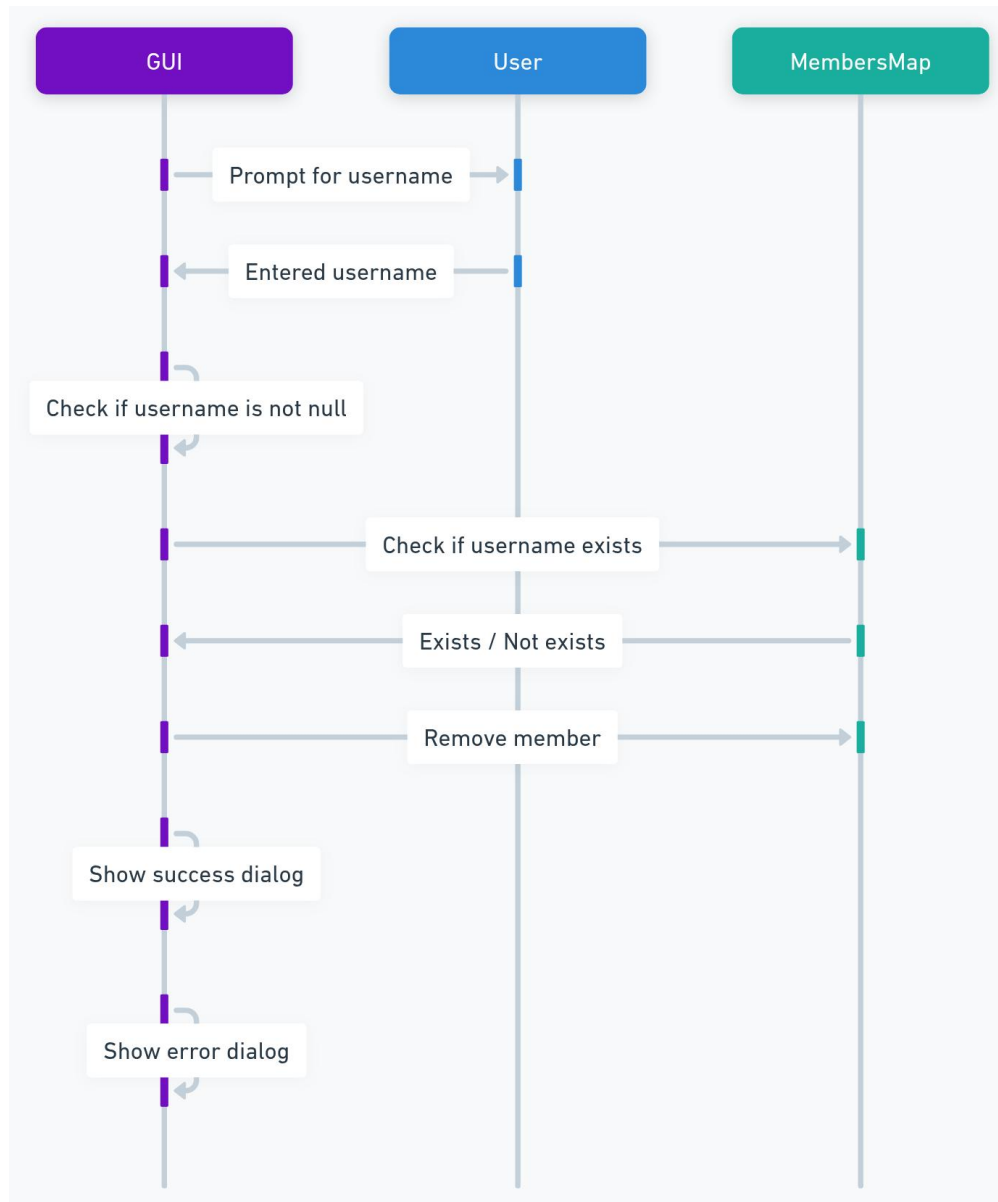 GUI
User
MembersMap
Prompt for username
Entered username
Check if username is not null
Check if username exists
Exists / Not exists
Remove member
Show success dialog
Show error dialog